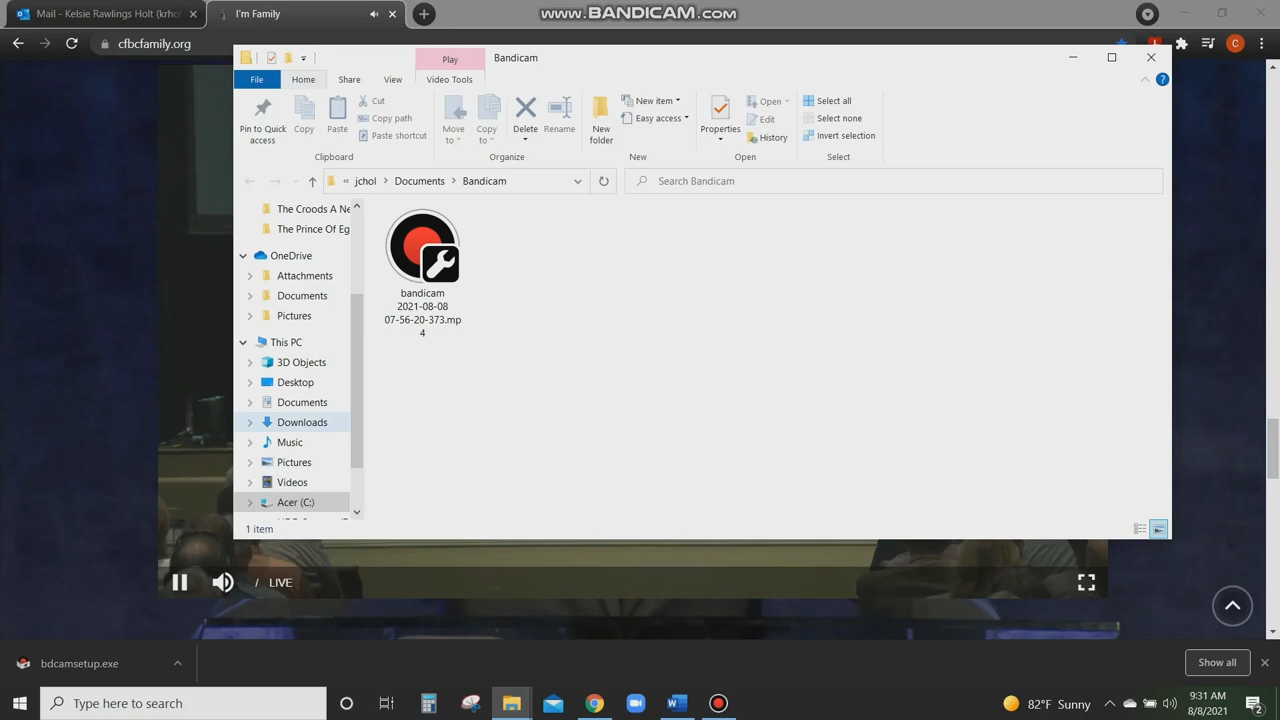 Mail - Kelsie Rawlings Holt (krho
I'm Family
www.BANDICAM.com
cfbcfamily.org
C
Play
Bandicam
File
Home
Share
View
Video Tools
Pin to Quick access
Copy
Paste
Cut
Copy path
Paste shortcut
Move to
Copy to
Delete
Rename
New folder
New item
Easy access
Properties
Open
Edit
History
Select all
Select none
Invert selection
Clipboard
Organize
New
Open
Select
« jchol > Documents > Bandicam
Search Bandicam
The Croods A Ne
The Prince Of Eg
OneDrive
Attachments
Documents
Pictures
This PC
3D Objects
Desktop
Documents
Downloads
Music
Pictures
Videos
Acer (C:)
bandicam
2021-08-08
07-56-20-373.mp
4
1 item
/ LIVE
bdcamsetup.exe
Show all
Type here to search
82°F Sunny
9:31 AM
8/8/2021
2